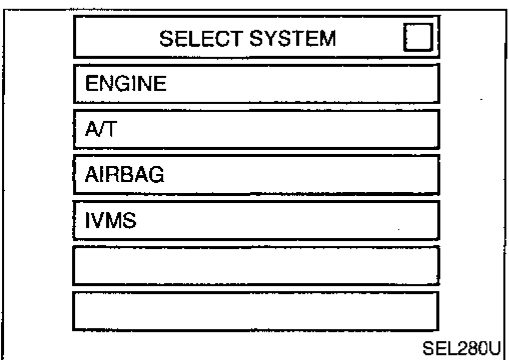 SELECT SYSTEM
ENGINE
A/T
AIRBAG
IVMS
SEL280U